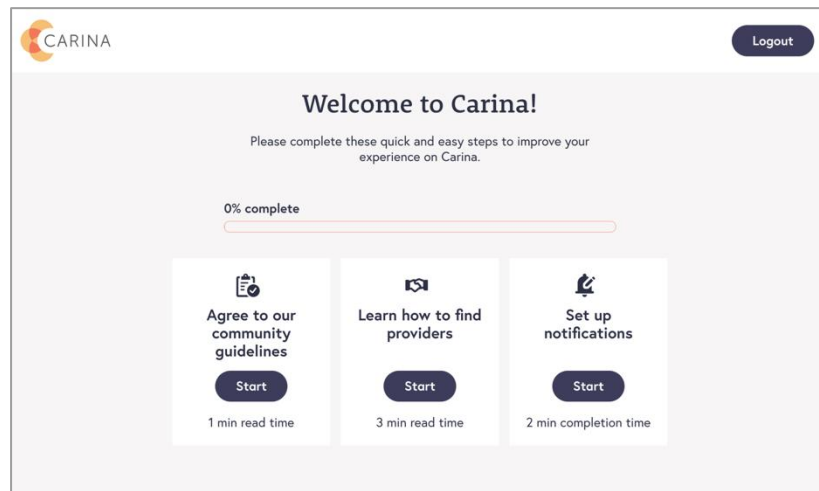 CARINA
Logout
Welcome to Carina!
Please complete these quick and easy steps to improve your
experience on Carina.
0% complete
Agree to our
community
guidelines
Start
1 min read time
Learn how to find
providers
Start
3 min read time
Set up
notifications
Start
2 min completion time